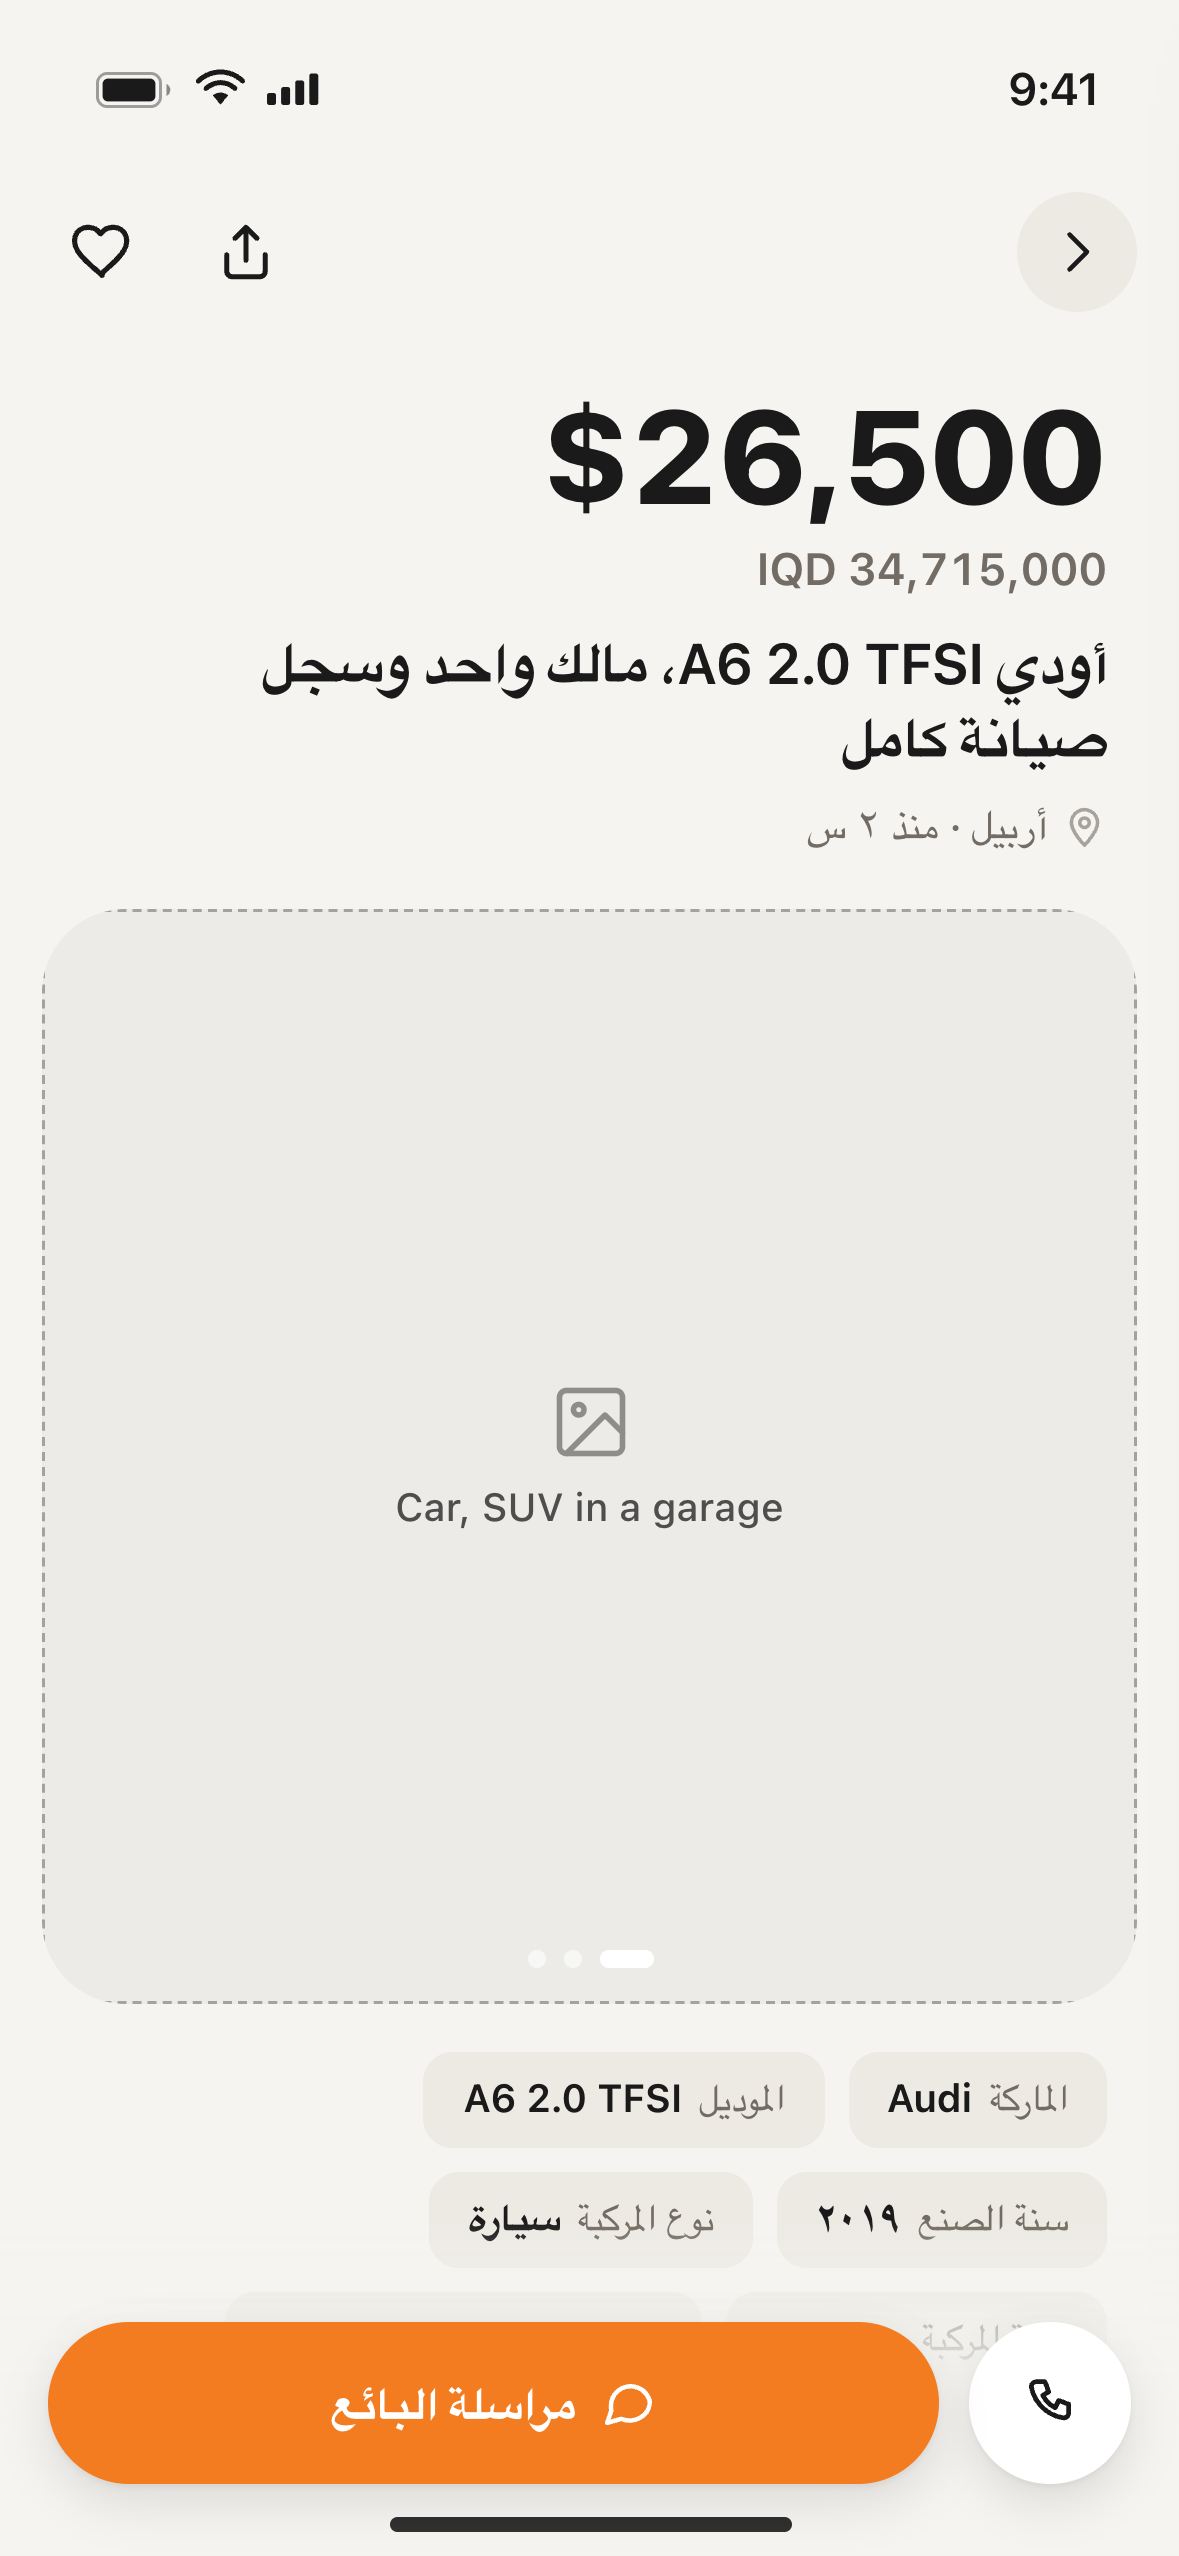 9:41
$26,500
IQD 34,715,000
أودي A6 2.0 TFSI، مالك واحد وسجل
صيانة كامل
أربيل · منذ ٢ س
Car, SUV in a garage
الماركة Audi
الموديل A6 2.0 TFSI
سنة الصنع ٢٠١٩
نوع المركبة سيارة
المركبة
مراسلة البائع